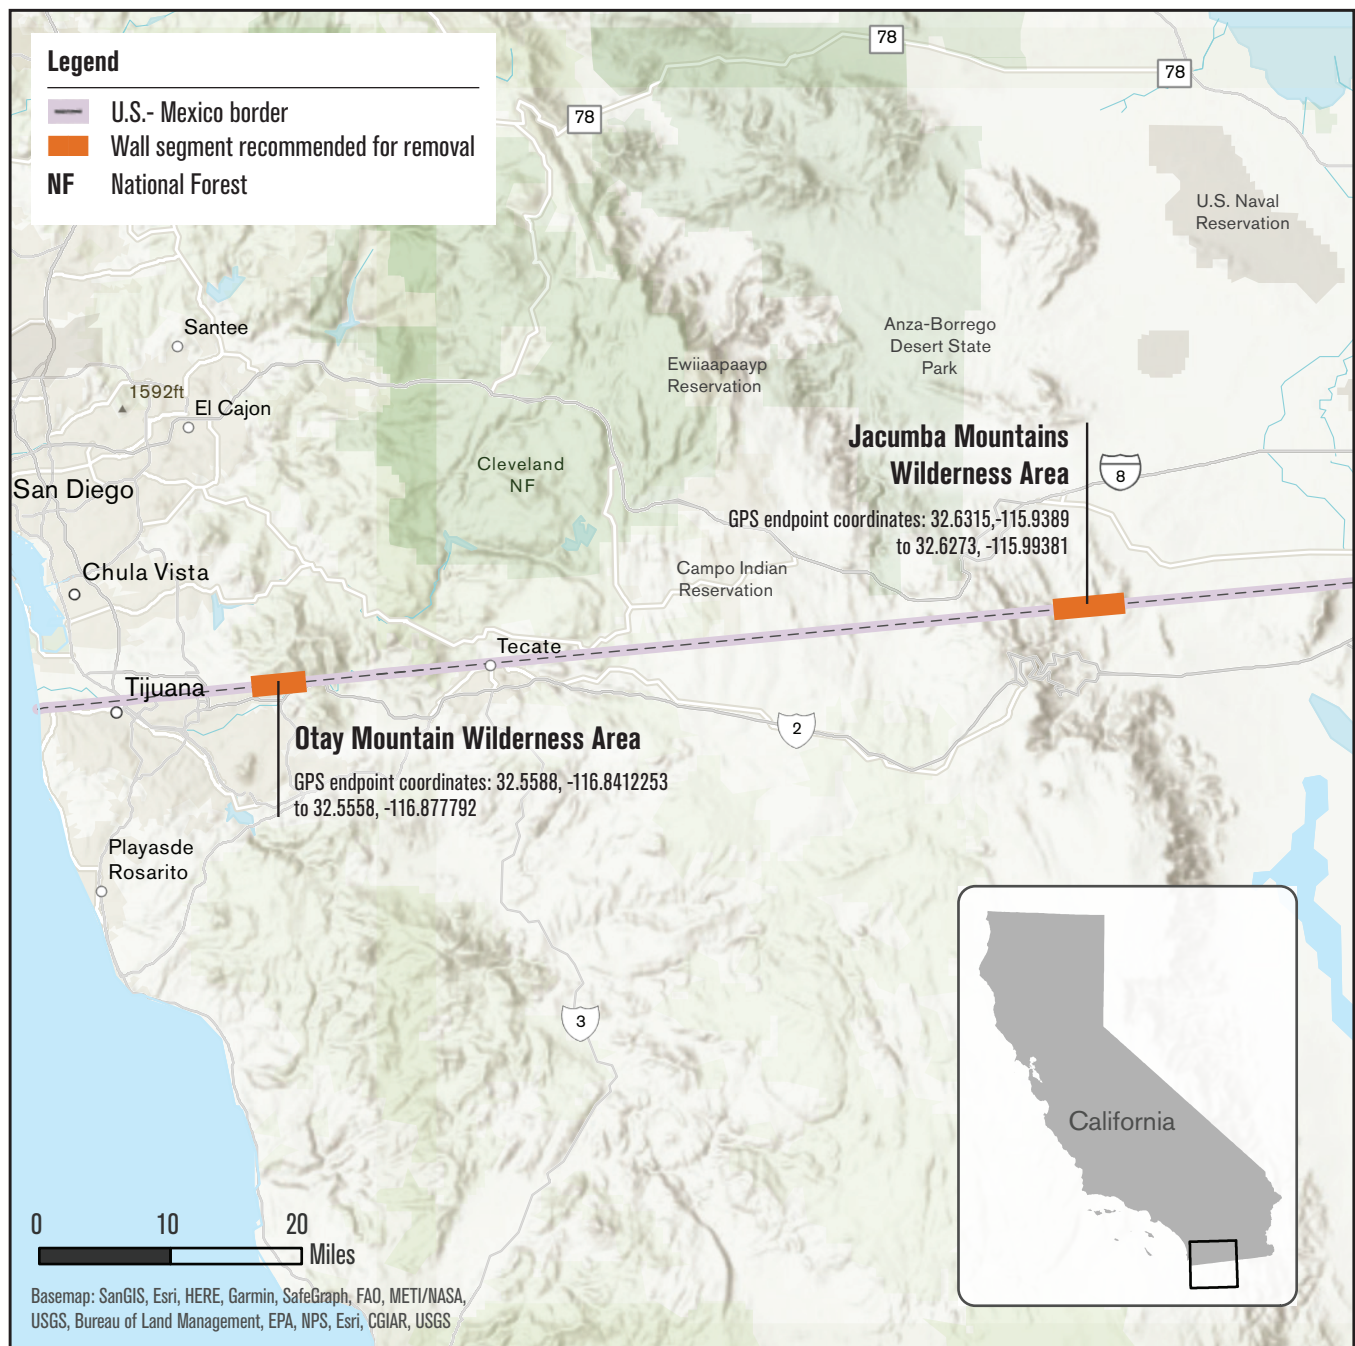 Legend
U.S.- Mexico border
Wall segment recommended for removal
NF National Forest
78
78
78
U.S. Naval
Reservation
Santee
1592ft
El Cajon
Anza-Borrego
Desert State
Park
Ewiiaapaayp
Reservation
Cleveland
NF
San Diego
Jacumba Mountains
Wilderness Area
8
GPS endpoint coordinates: 32.6315,-115.9389
to 32.6273, -115.99381
Chula Vista
Campo Indian
Reservation
Tecate
Tijuana
2
Otay Mountain Wilderness Area
GPS endpoint coordinates: 32.5588, -116.8412253
to 32.5558, -116.877792
Playasde
Rosarito
3
California
0 10 20
Miles
Basemap: SanGIS, Esri, HERE, Garmin, SafeGraph, FAO, METI/NASA,
USGS, Bureau of Land Management, EPA, NPS, Esri, CGIAR, USGS